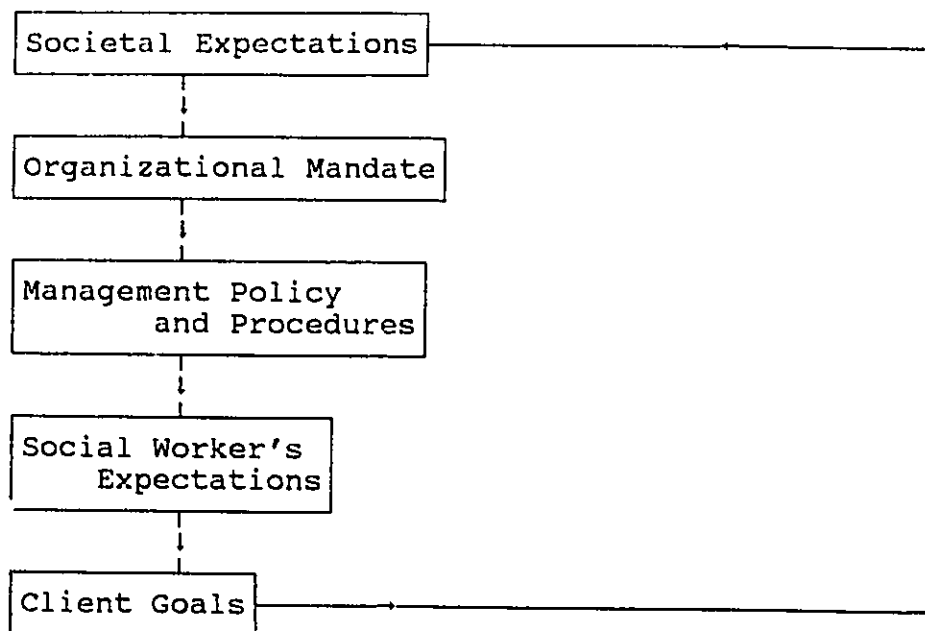 Societal Expectations
Organizational Mandate
Management Policy
and Procedures
Social Worker's
Expectations
Client Goals